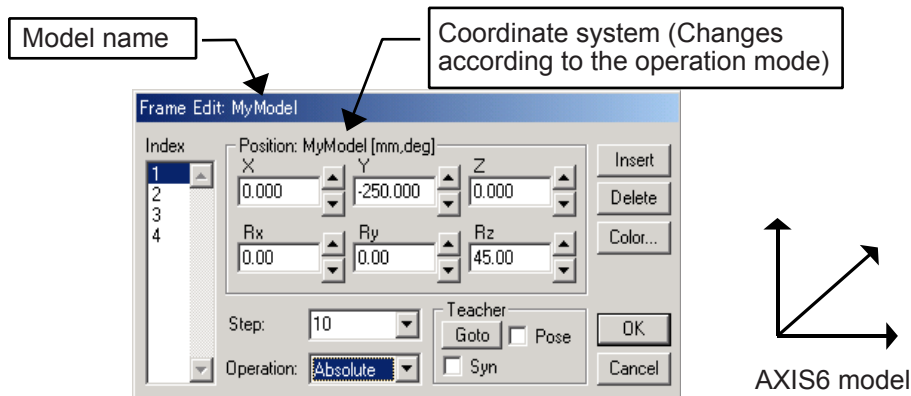 Model name
Coordinate system (Changes
according to the operation mode)
Frame Edit: MyModel
Index
1
2
3
4
Position: MyModel [mm,deg]
X Y Z
0.000 -250.000 0.000
Rx Ry Rz
0.00 0.00 45.00
Insert
Delete
Color...
Step: 10
Operation: Absolute
Teacher
Goto Pose
Syn
OK
Cancel
AXIS6 model